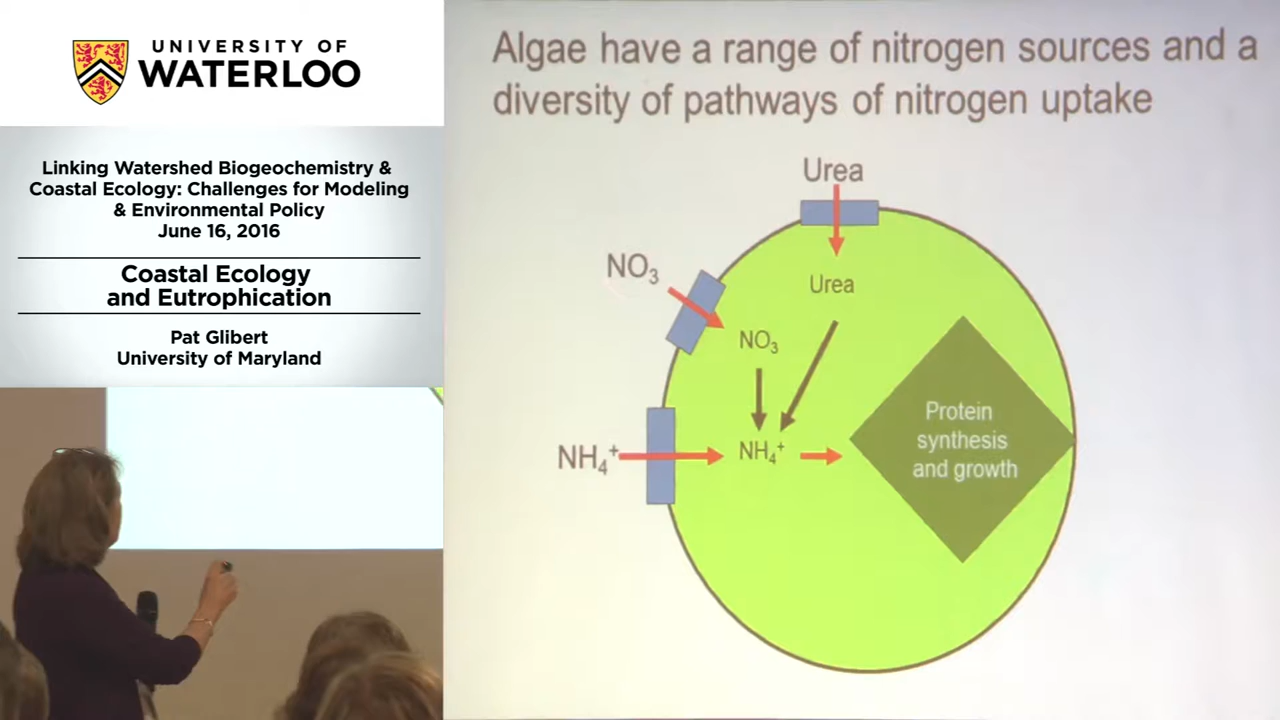 UNIVERSITY OF
WATERLOO
Linking Watershed Biogeochemistry &
Coastal Ecology: Challenges for Modeling
& Environmental Policy
June 16, 2016
Coastal Ecology
and Eutrophication
Pat Glibert
University of Maryland
Algae have a range of nitrogen sources and a
diversity of pathways of nitrogen uptake
Urea
NO₃
Urea
NO₃
NH₄⁺
NH₄⁺
Protein
synthesis
and growth